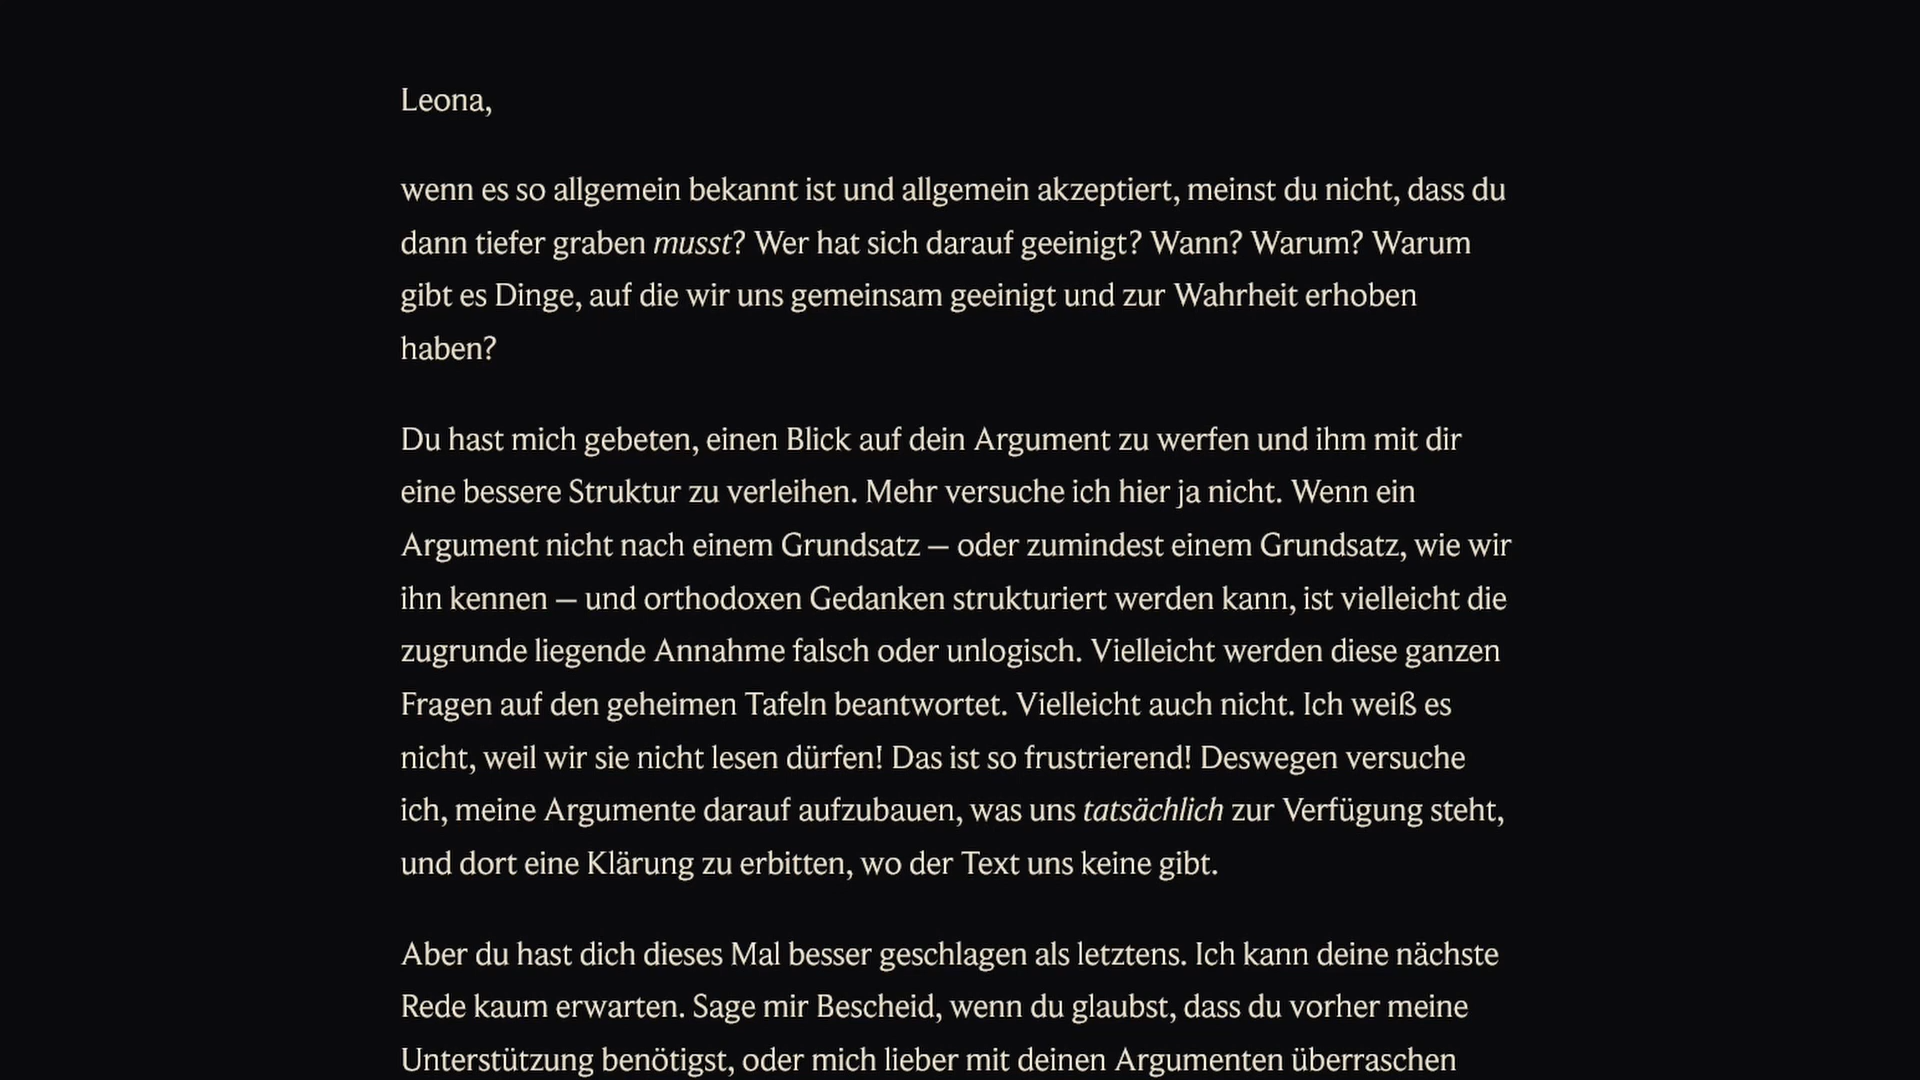 Leona,
wenn es so allgemein bekannt ist und allgemein akzeptiert, meinst du nicht, dass du
dann tiefer graben musst? Wer hat sich darauf geeinigt? Wann? Warum? Warum
gibt es Dinge, auf die wir uns gemeinsam geeinigt und zur Wahrheit erhoben
haben?
Du hast mich gebeten, einen Blick auf dein Argument zu werfen und ihm mit dir
eine bessere Struktur zu verleihen. Mehr versuche ich hier ja nicht. Wenn ein
Argument nicht nach einem Grundsatz – oder zumindest einem Grundsatz, wie wir
ihn kennen – und orthodoxen Gedanken strukturiert werden kann, ist vielleicht die
zugrunde liegende Annahme falsch oder unlogisch. Vielleicht werden diese ganzen
Fragen auf den geheimen Tafeln beantwortet. Vielleicht auch nicht. Ich weiß es
nicht, weil wir sie nicht lesen dürfen! Das ist so frustrierend! Deswegen versuche
ich, meine Argumente darauf aufzubauen, was uns tatsächlich zur Verfügung steht,
und dort eine Klärung zu erbitten, wo der Text uns keine gibt.
Aber du hast dich dieses Mal besser geschlagen als letztens. Ich kann deine nächste
Rede kaum erwarten. Sage mir Bescheid, wenn du glaubst, dass du vorher meine
Unterstützung benötigst, oder mich lieber mit deinen Argumenten überraschen